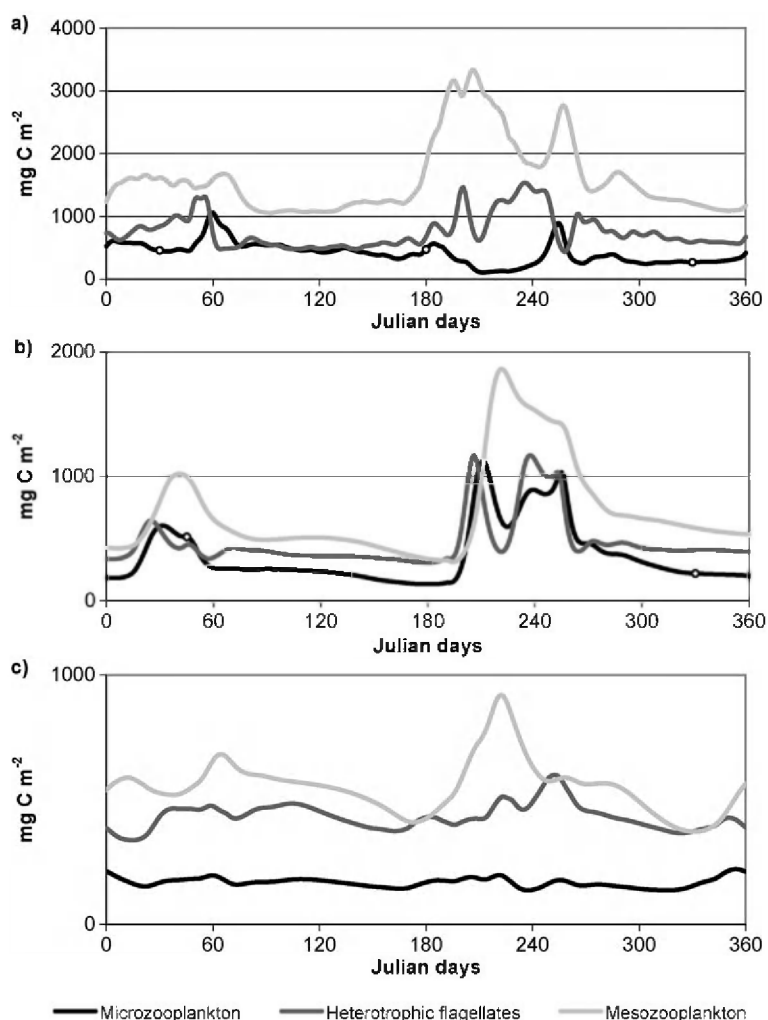 a)
4000
3000
2000
1000
0
mg C m-2
0 60 120 180 240 300 360
Julian days
b)
2000
1000
0
mg C m-2
0 60 120 180 240 300 360
Julian days
c)
1000
0
mg C m-2
0 60 120 180 240 300 360
Julian days
Microzooplankton Heterotrophic flagellates Mesozooplankton